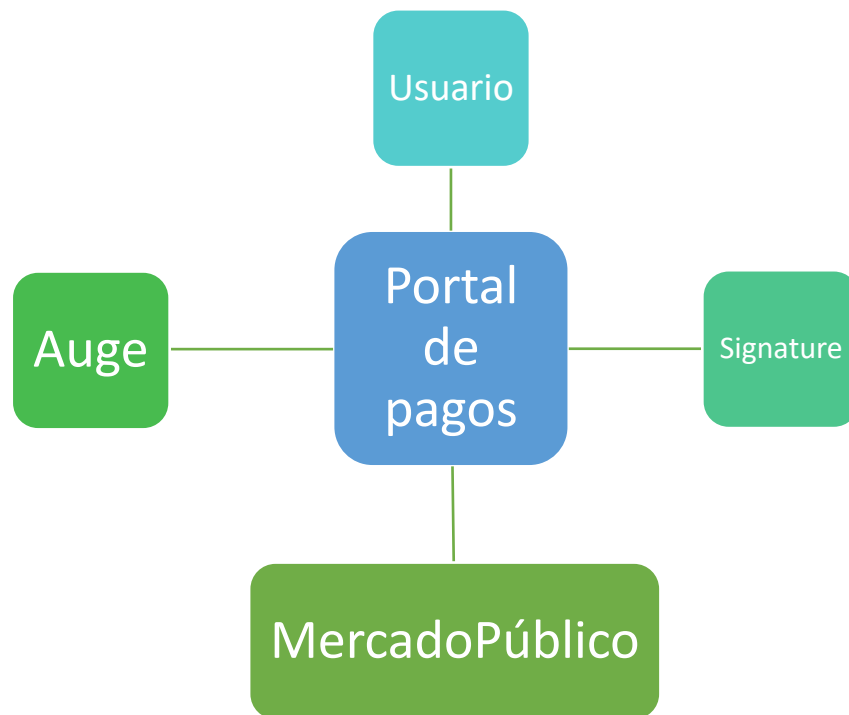 Usuario
Portal
de
pagos
Auge
Signature
MercadoPúblico